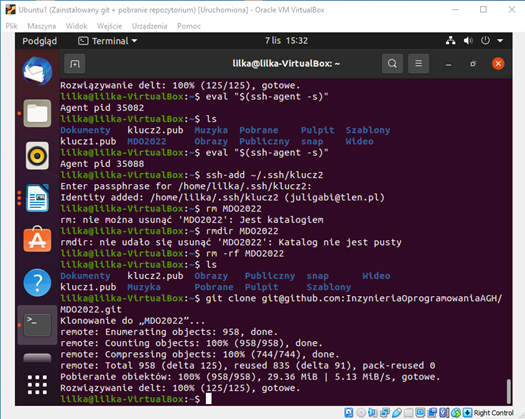 Ubuntu1 (Zainstalowany git + pobranie repozytorium) [Uruchomiona] - Oracle VM VirtualBox
Plik Maszyna Widok Wejście Urządzenia Pomoc
Podgląd Terminal 7 lis 15:32
lilka@lilka-VirtualBox: ~
Rozwiązywanie delt: 100% (125/125), gotowe.
lilka@lilka-VirtualBox:~$ eval "$(ssh-agent -s)"
Agent pid 35082
lilka@lilka-VirtualBox:~$ ls
Dokumenty klucz2.pub Muzyka Pobrane Pulpit Szablony
klucz1.pub MDO2022 Obrazy Publiczny snap Wideo
lilka@lilka-VirtualBox:~$ eval "$(ssh-agent -s)"
Agent pid 35088
lilka@lilka-VirtualBox:~$ ssh-add ~/.ssh/klucz2
Enter passphrase for /home/lilka/.ssh/klucz2:
Identity added: /home/lilka/.ssh/klucz2 (juligabi@tlen.pl)
lilka@lilka-VirtualBox:~$ rm MDO2022
rm: nie można usunąć 'MDO2022': Jest katalogiem
lilka@lilka-VirtualBox:~$ rmdir MDO2022
rmdir: nie udało się usunąć 'MDO2022': Katalog nie jest pusty
lilka@lilka-VirtualBox:~$ rm -rf MDO2022
lilka@lilka-VirtualBox:~$ ls
Dokumenty klucz2.pub Obrazy Publiczny snap Wideo
klucz1.pub Muzyka Pobrane Pulpit Szablony
lilka@lilka-VirtualBox:~$ git clone git@github.com:InzynieriaOprogramowaniaAGH/
MDO2022.git
Klonowanie do „MDO2022”...
remote: Enumerating objects: 958, done.
remote: Counting objects: 100% (958/958), done.
remote: Compressing objects: 100% (744/744), done.
remote: Total 958 (delta 125), reused 835 (delta 91), pack-reused 0
Pobieranie obiektów: 100% (958/958), 29.36 MiB | 5.13 MiB/s, gotowe.
Rozwiązywanie delt: 100% (125/125), gotowe.
lilka@lilka-VirtualBox:~$
Right Control